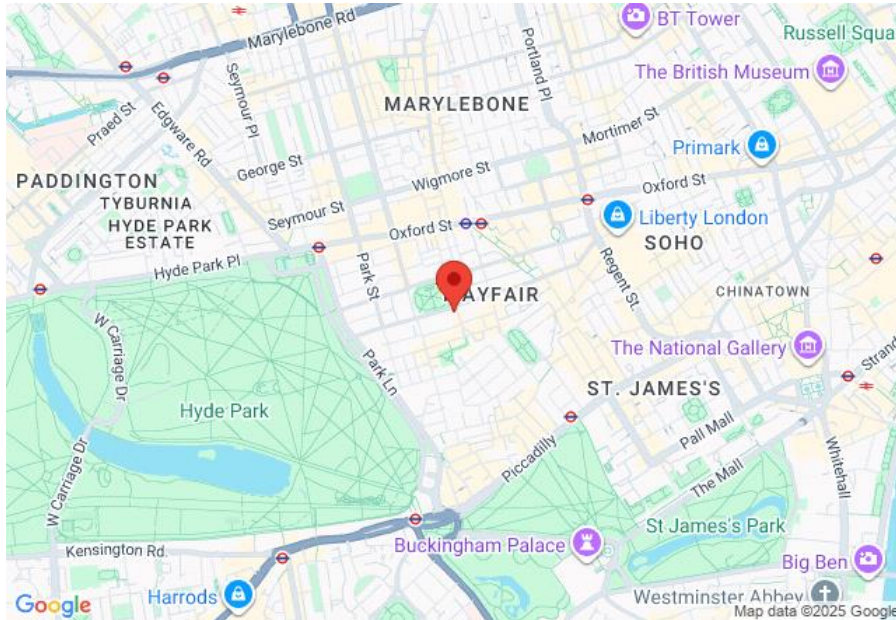 Marylebone Rd
BT Tower
Russell Squa
Portland Pl
The British Museum
Seymour Pl
MARYLEBONE
Praed St
Edgware Rd
Mortimer St
Primark
George St
Wigmore St
PADDINGTON
Oxford St
TYBURNIA
HYDE PARK
ESTATE
Seymour St
Liberty London
Oxford St
SOHO
Hyde Park Pl
Park St
Regent St.
AYFAIR
CHINATOWN
W Carriage Dr
The National Gallery
Strand
Park Ln
ST. JAMES'S
Hyde Park
Pall Mall
Piccadilly
The Mall
Whitehall
W Carriage Dr
St James's Park
Kensington Rd.
Buckingham Palace
Big Ben
Harrods
Westminster Abbey
Google
Map data ©2025 Google